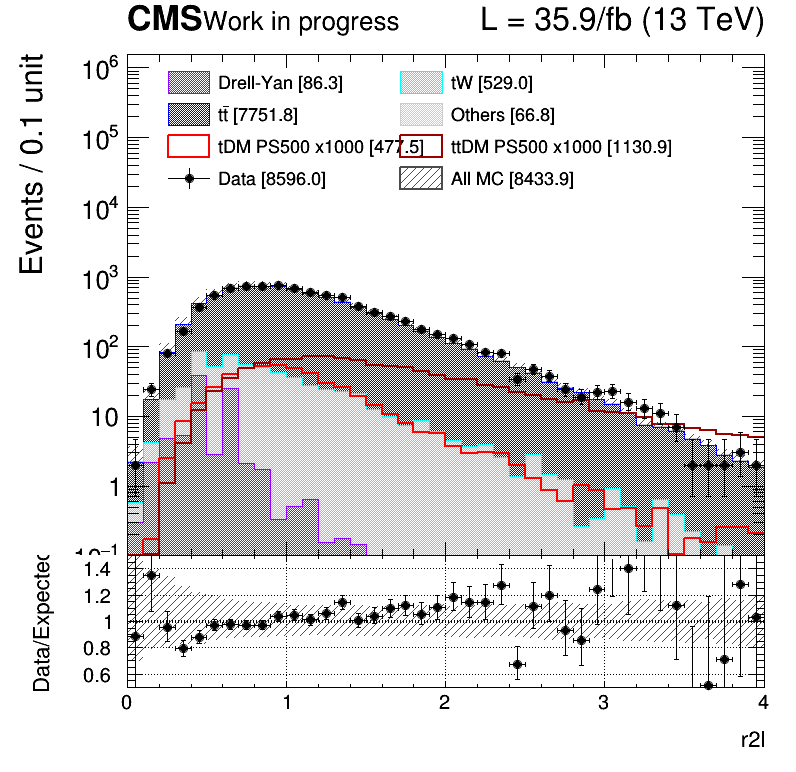 CMS Work in progress L = 35.9/fb (13 TeV)
Events / 0.1 unit
10⁶
10⁵
10⁴
10³
10²
10
1
10⁻¹
Drell-Yan [86.3] tW [529.0]
tt̄ [7751.8] Others [66.8]
tDM PS500 x1000 [477.5] ttDM PS500 x1000 [1130.9]
Data [8596.0] All MC [8433.9]
Data/Expected
1.4
1.2
1
0.8
0.6
0 1 2 3 4
r2l